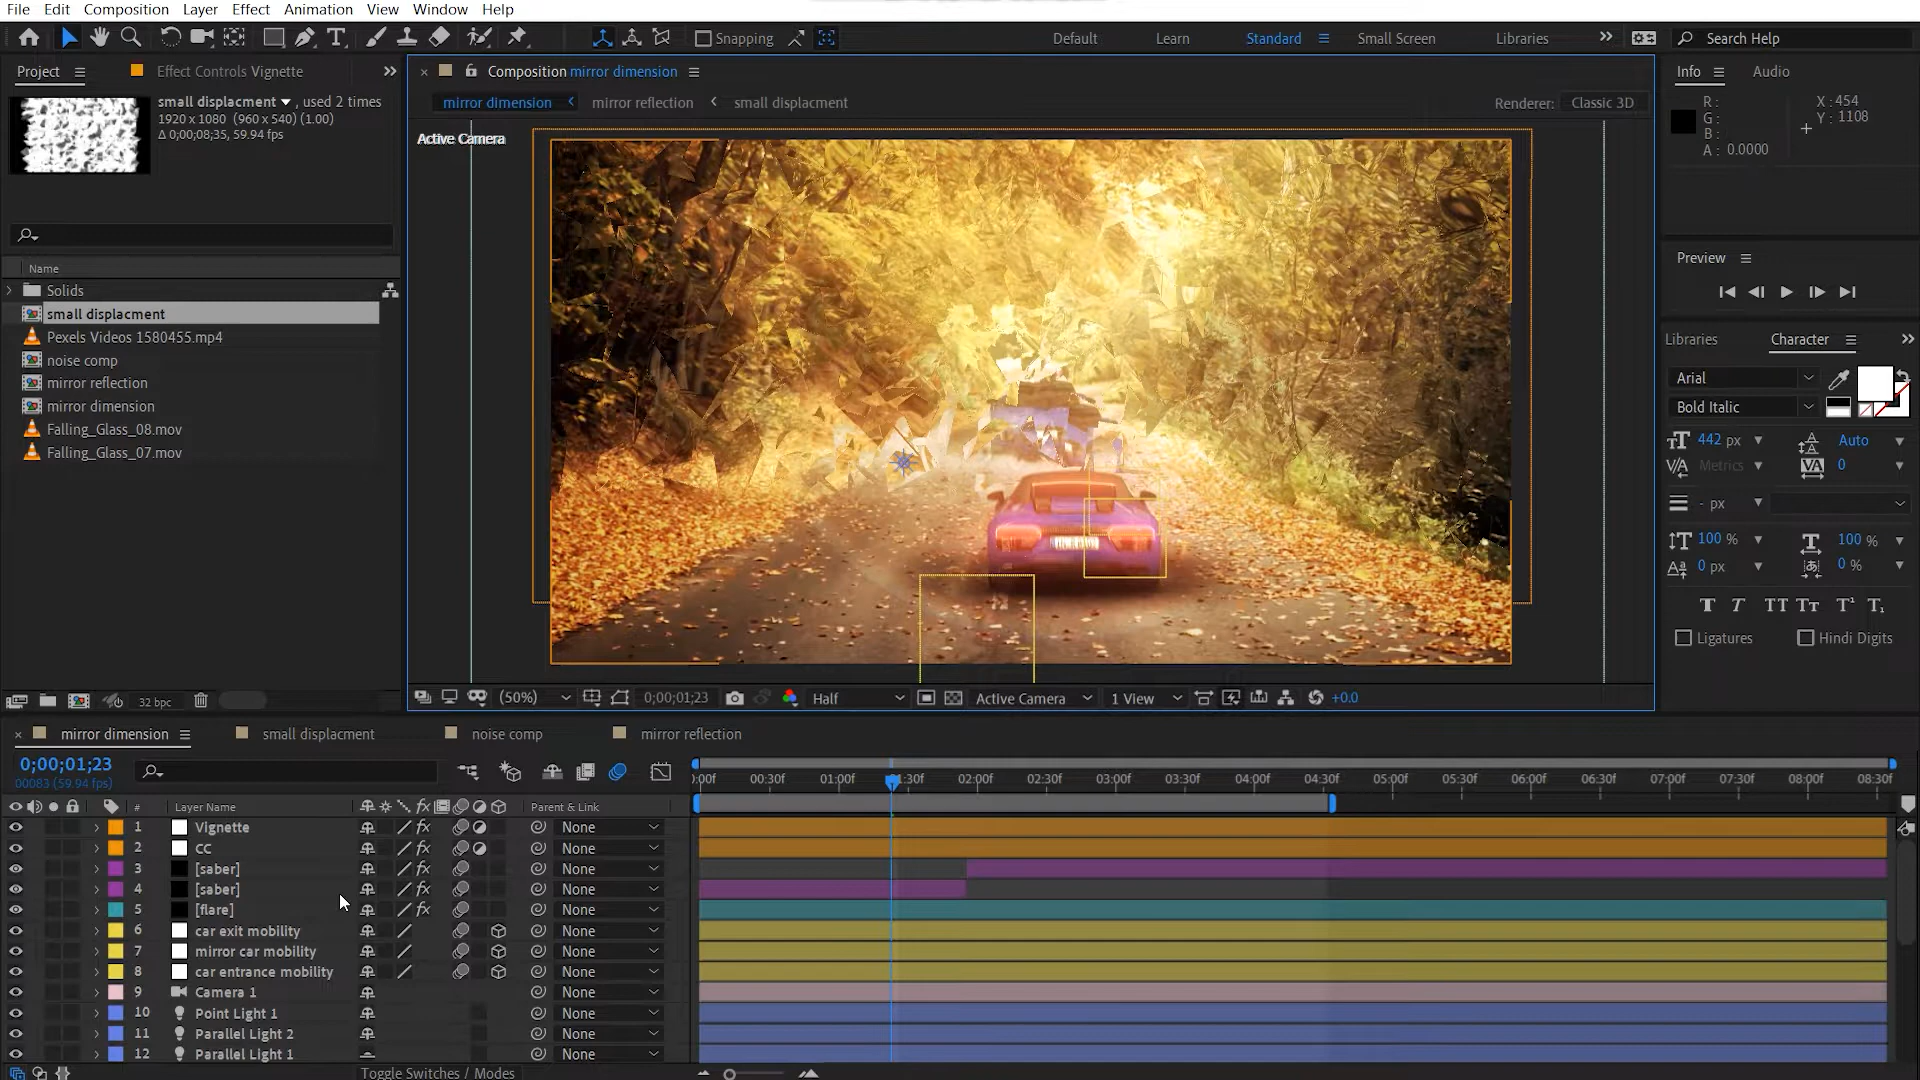 File Edit Composition Layer Effect Animation View Window Help
Snapping Default Learn Standard Small Screen Libraries Search Help
Project Effect Controls Vignette
small displacment , used 2 times
1920 x 1080 (960 x 540) (1.00)
Δ 0;00;08;35, 59.94 fps
Name
Solids
small displacment
Pexels Videos 1580455.mp4
noise comp
mirror reflection
mirror dimension
Falling_Glass_08.mov
Falling_Glass_07.mov
32 bpc
Composition mirror dimension
mirror dimension mirror reflection small displacment
Renderer: Classic 3D
Active Camera
(50%) 0;00;01;23 Half Active Camera 1 View +0.0
Info Audio
R :
G :
B :
A : 0.0000
X : 454
Y : 1108
Preview
Libraries Character
Arial
Bold Italic
442 px Auto
Metrics 0
- px
100 % 100 %
0 px 0 %
T T TT Tt T¹ T₁
Ligatures Hindi Digits
mirror dimension small displacment noise comp mirror reflection
0;00;01;23
00083 (59.94 fps)
):00f 00:30f 01:00f 01:30f 02:00f 02:30f 03:00f 03:30f 04:00f 04:30f 05:00f 05:30f 06:00f 06:30f 07:00f 07:30f 08:00f 08:30f
# Layer Name Parent & Link
1 Vignette None
2 CC None
3 [saber] None
4 [saber] None
5 [flare] None
6 car exit mobility None
7 mirror car mobility None
8 car entrance mobility None
9 Camera 1 None
10 Point Light 1 None
11 Parallel Light 2 None
12 Parallel Light 1 None
Toggle Switches / Modes